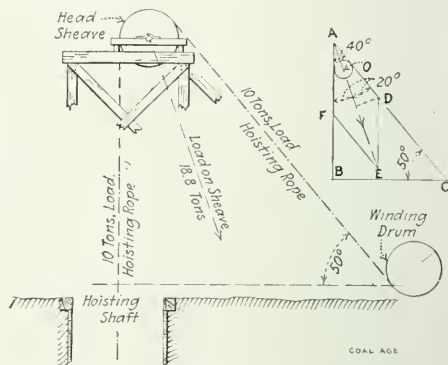 Head
Sheave
10 Tons, Load
Hoisting Rope
10 Tons, Load
Hoisting Rope
Load on Sheave
18.8 Tons
50°
Winding
Drum
Hoisting
Shaft
A
40°
O
20°
D
F
50°
B
E
C
COAL AGE